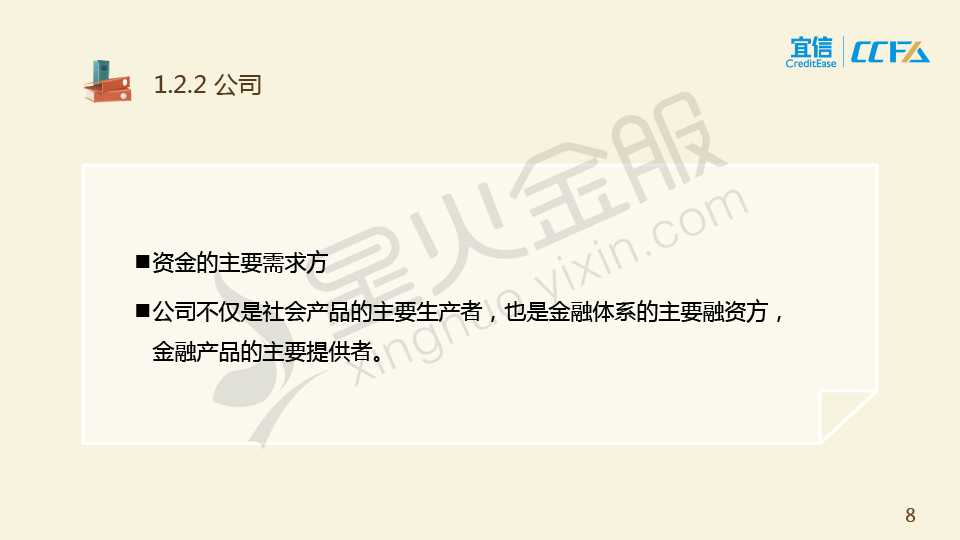 宜信
CreditEase
CCFA
1.2.2 公司
星火金服
xinghuo.yixin.com
■资金的主要需求方
■公司不仅是社会产品的主要生产者，也是金融体系的主要融资方，
金融产品的主要提供者。
8